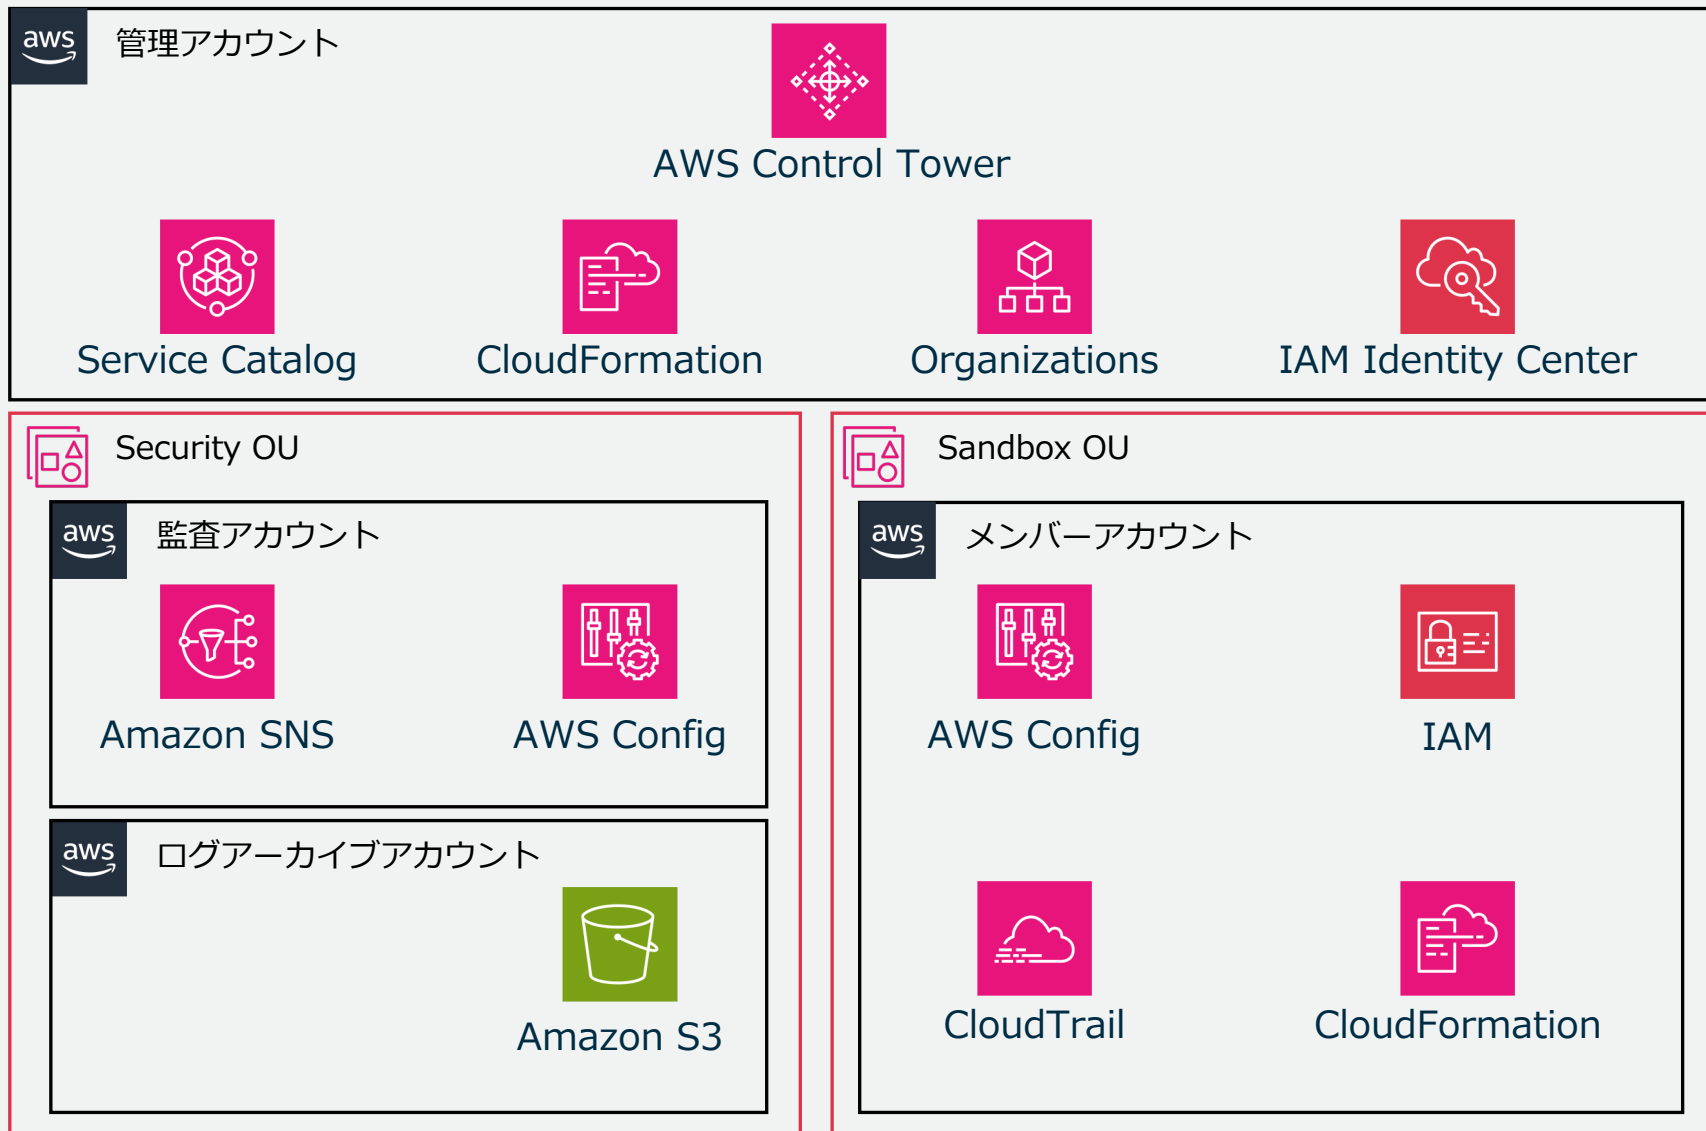 aws
管理アカウント
AWS Control Tower
Service Catalog
CloudFormation
Organizations
IAM Identity Center
Security OU
aws
監査アカウント
Amazon SNS
AWS Config
aws
ログアーカイブアカウント
Amazon S3
Sandbox OU
aws
メンバーアカウント
AWS Config
IAM
CloudTrail
CloudFormation